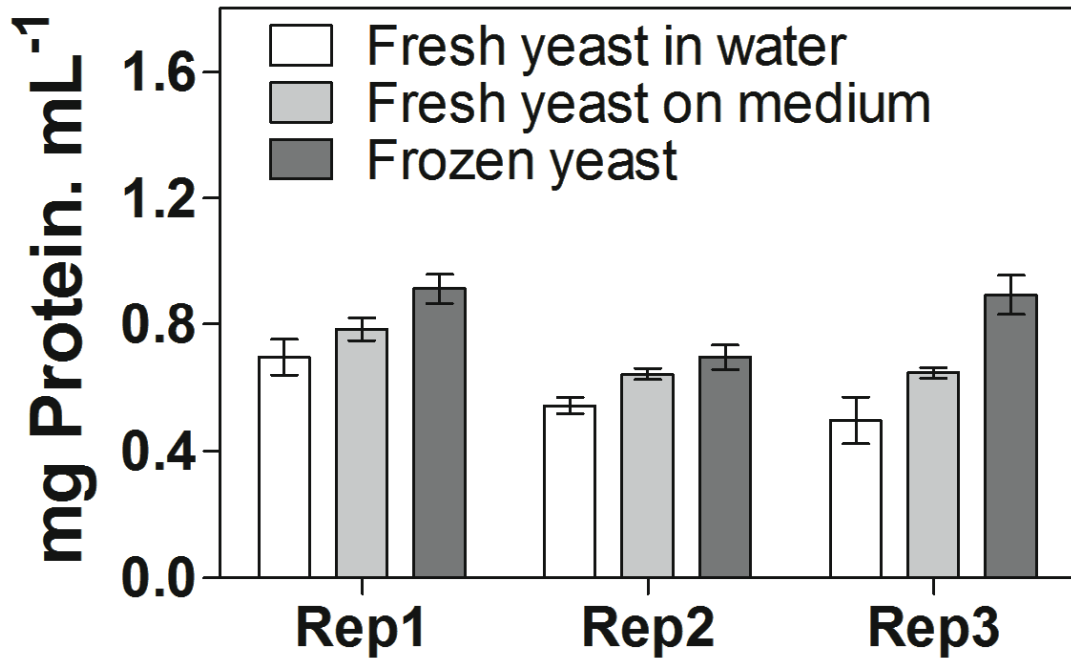 mg Protein. mL⁻¹
Fresh yeast in water
Fresh yeast on medium
Frozen yeast
1.6
1.2
0.8
0.4
0.0
Rep1 Rep2 Rep3